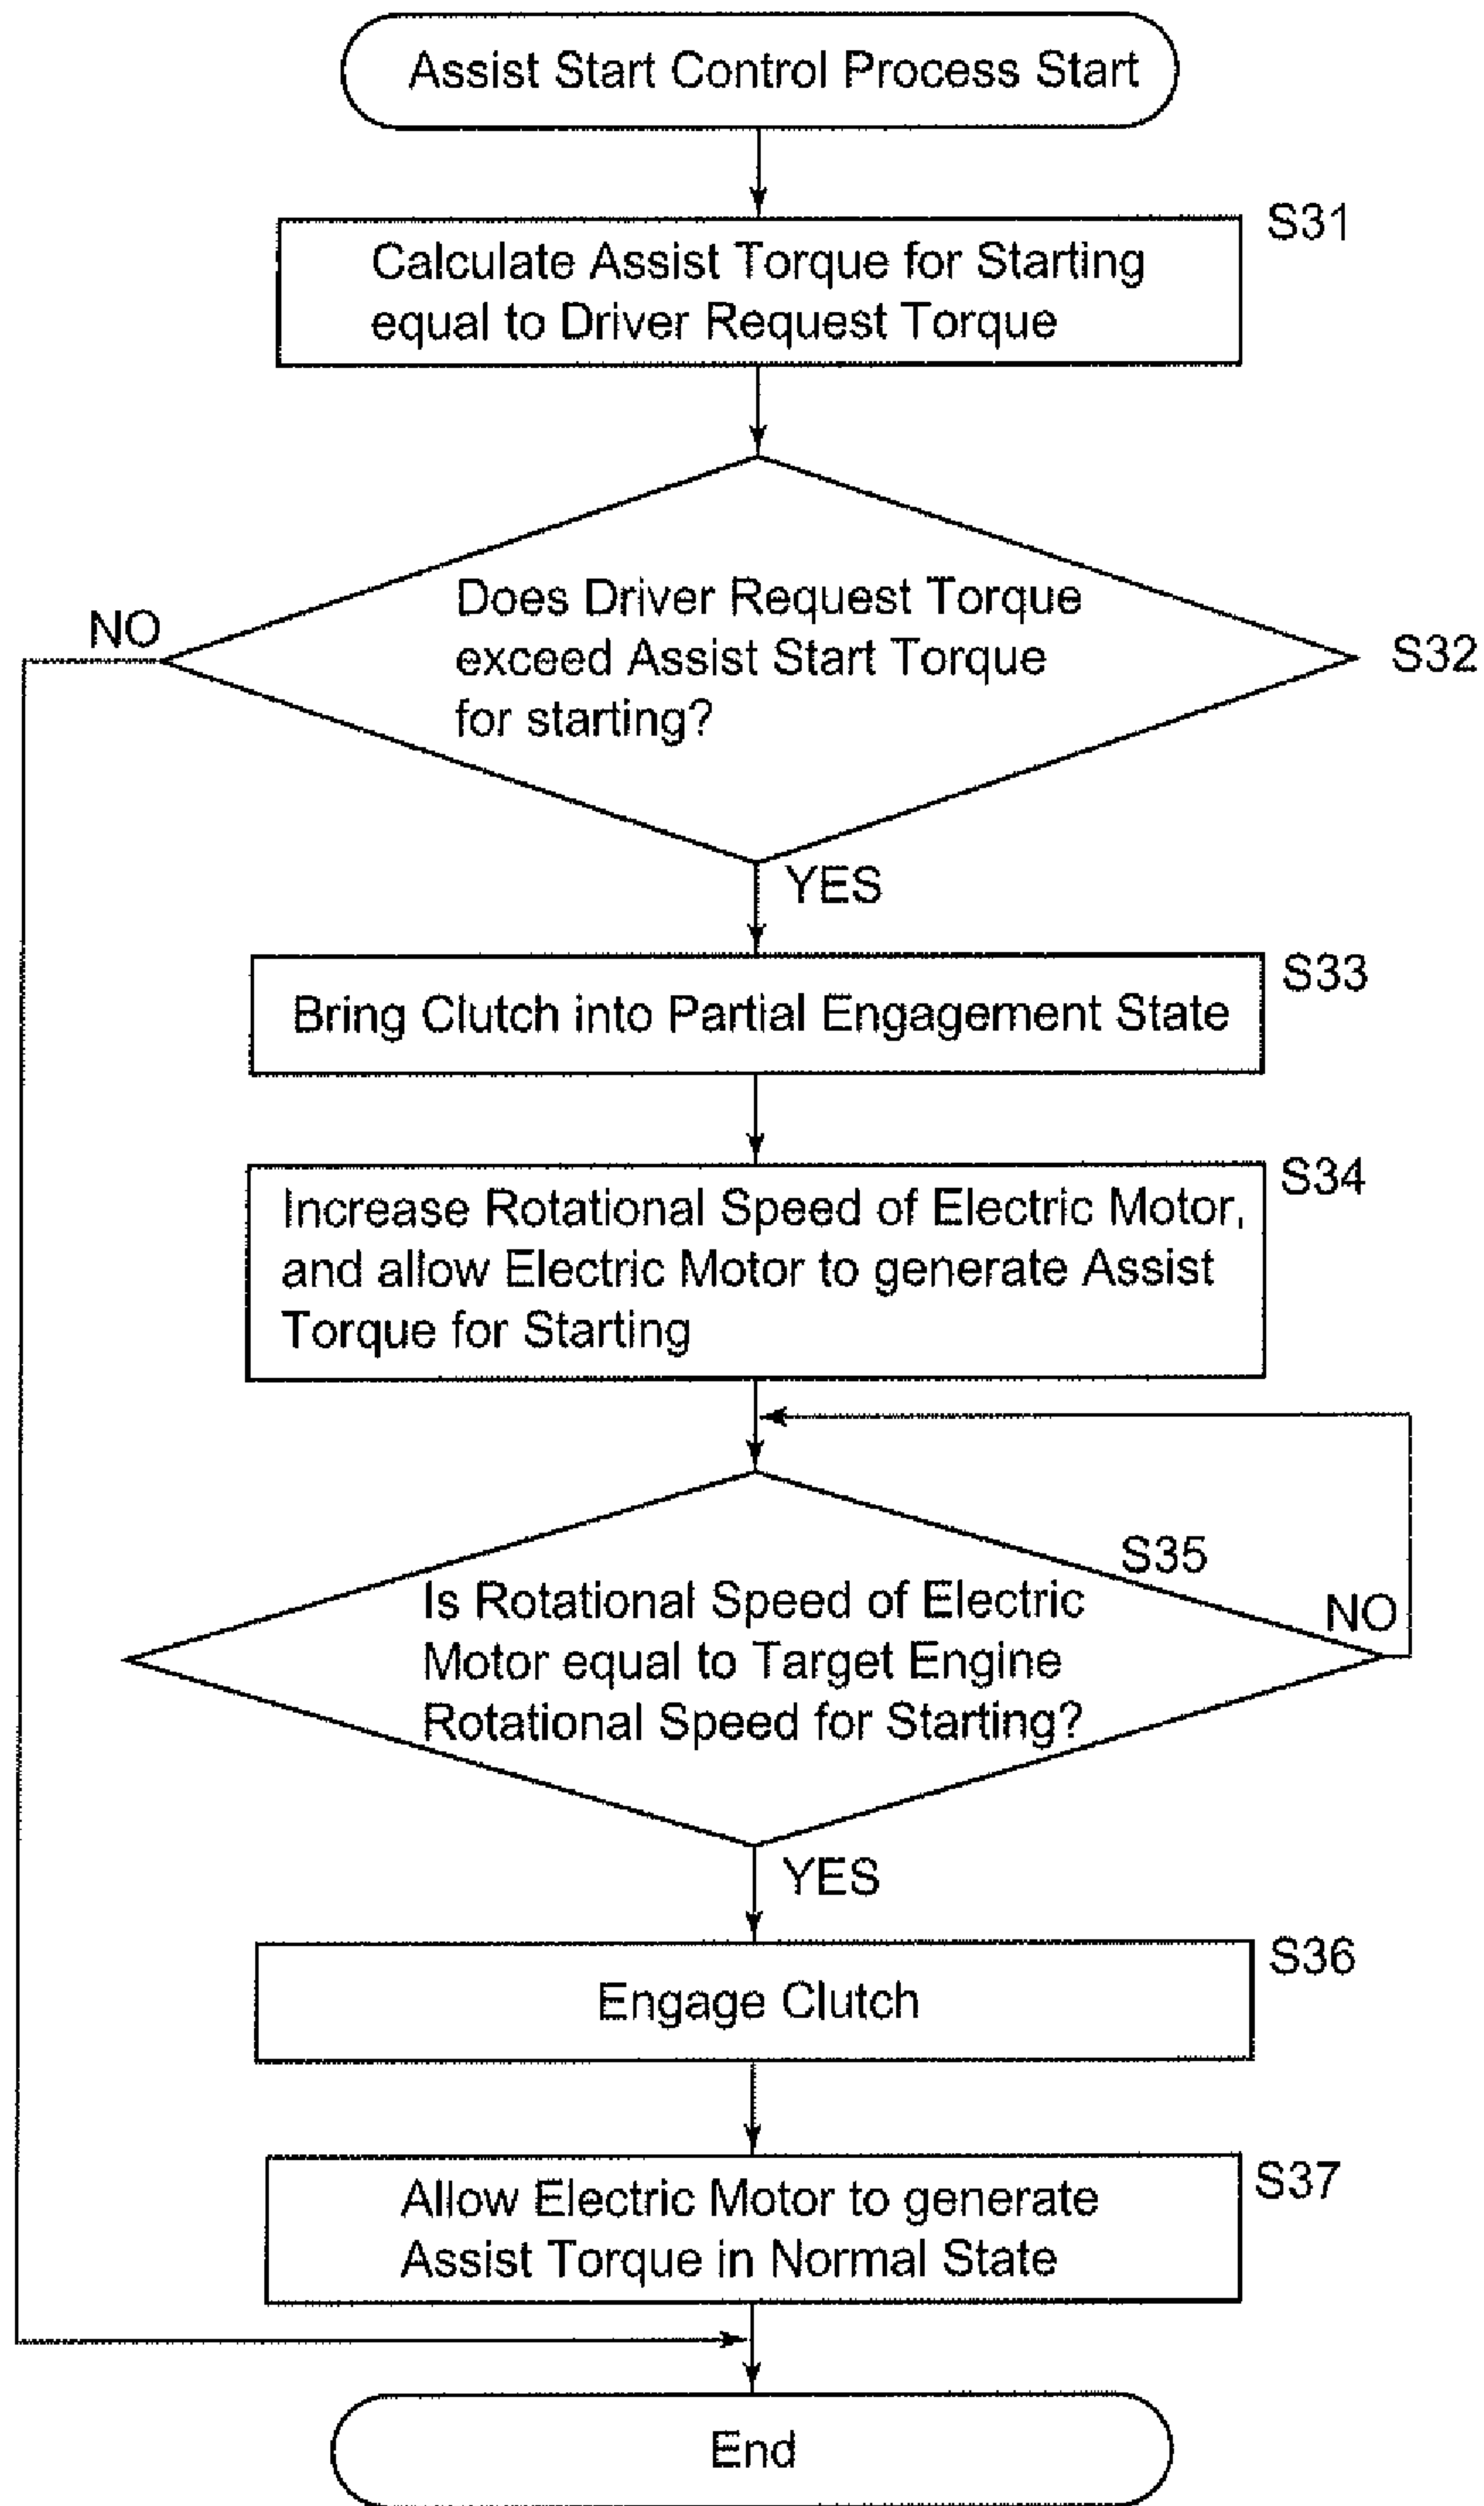 Assist Start Control Process Start
S31
Calculate Assist Torque for Starting
equal to Driver Request Torque
Does Driver Request Torque
exceed Assist Start Torque
for starting?
NO
S32
YES
S33
Bring Clutch into Partial Engagement State
S34
Increase Rotational Speed of Electric Motor,
and allow Electric Motor to generate Assist
Torque for Starting
S35
Is Rotational Speed of Electric
Motor equal to Target Engine
Rotational Speed for Starting?
NO
YES
S36
Engage Clutch
S37
Allow Electric Motor to generate
Assist Torque in Normal State
End